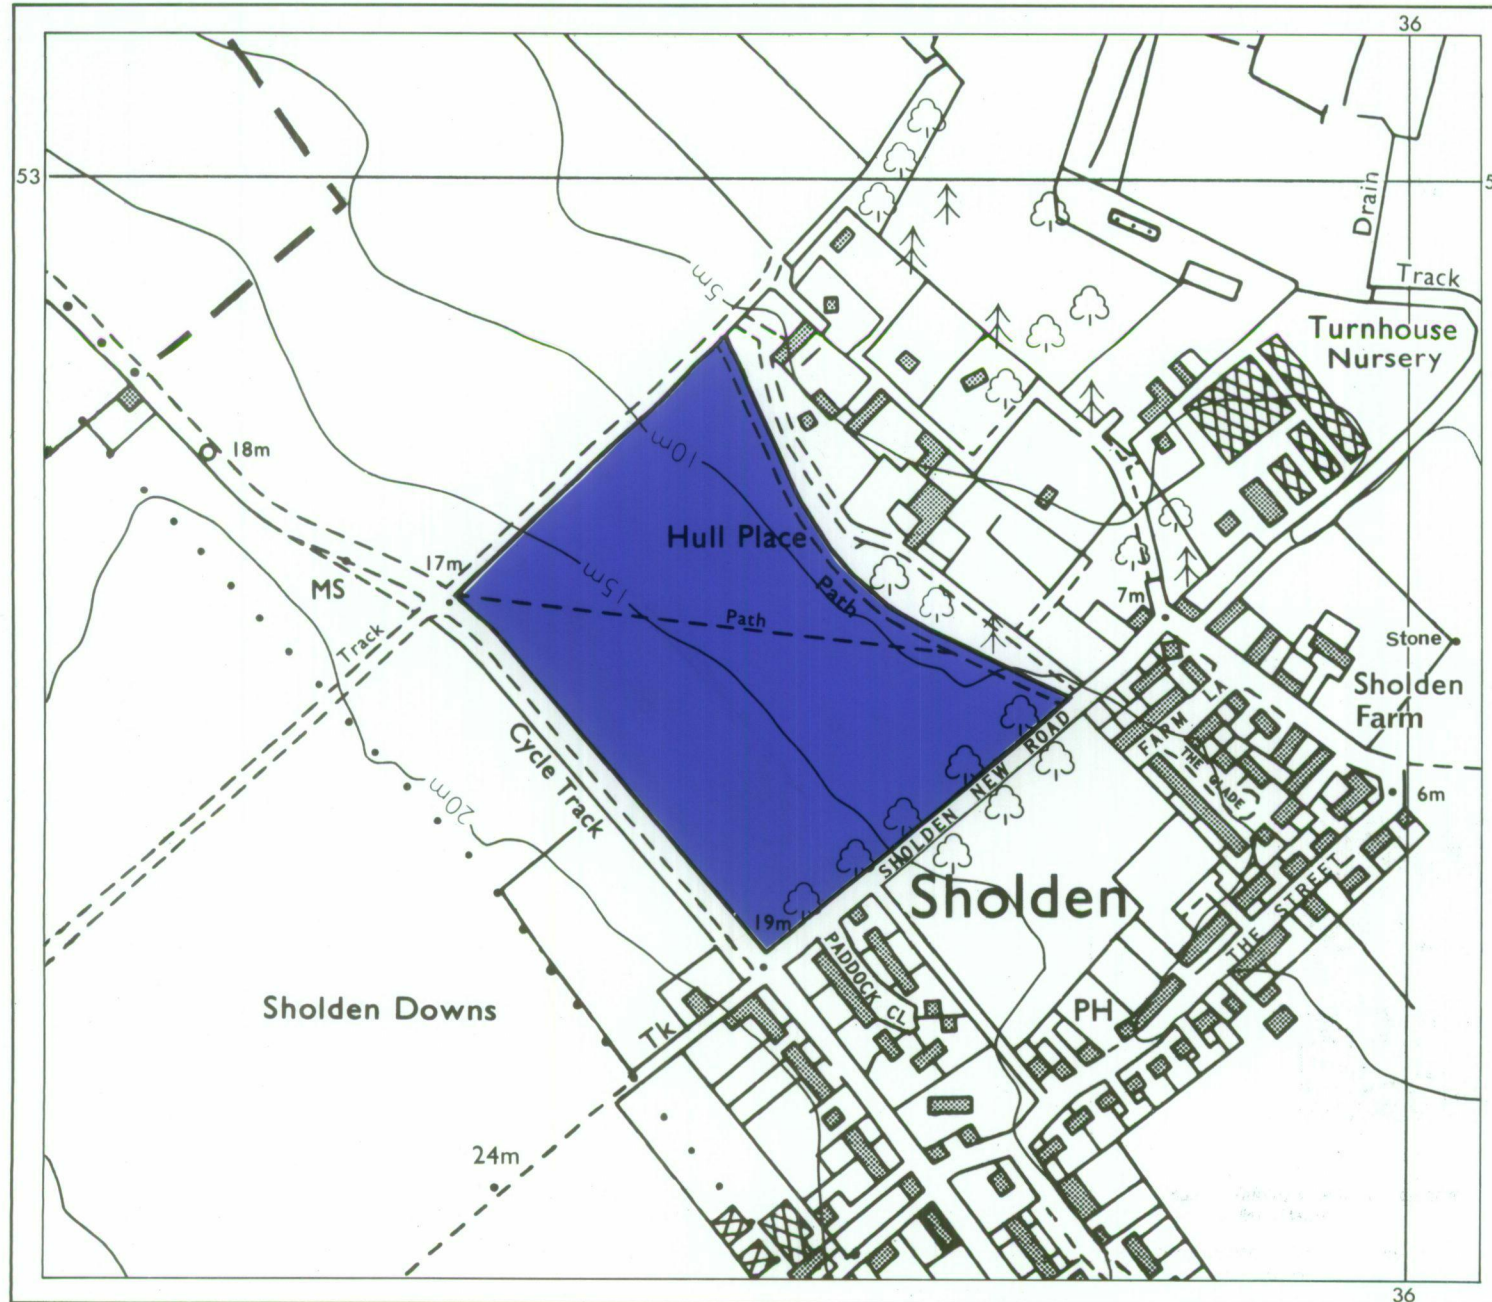 36
53
5
Drain
Track
5m
Turnhouse
Nursery
10m
18m
Hull Place
17m
MS
15m
Path
Path
7m
Stone
Track
Sholden
Farm
FARM LA
THE GLADE
SHOLDEN NEW ROAD
Cycle Track
20m
6m
Sholden
THE STREET
19m
PADDOCK CL
Sholden Downs
PH
Tk
24m
36